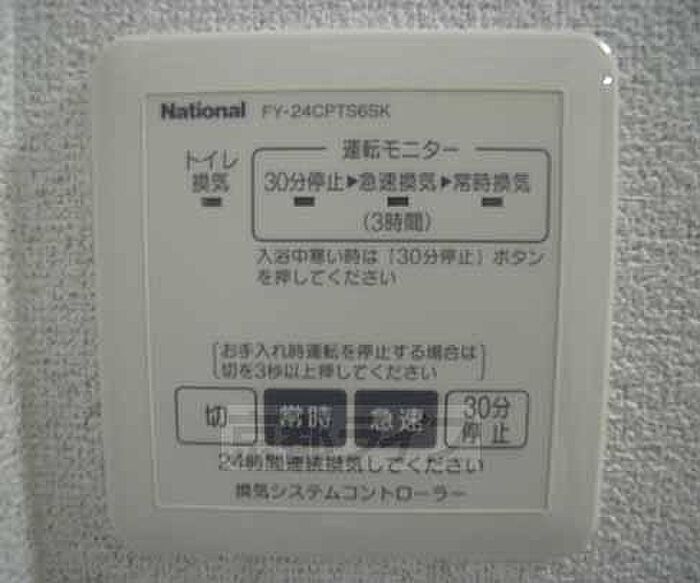 National FY-24CPTS6SK
トイレ
換気
運転モニター
30分停止▶急速換気▶常時換気
(3時間)
入浴中寒い時は[30分停止]ボタン
を押してください
お手入れ時運転を停止する場合は
切を3秒以上押してください
切 常時 急速 30分
停止
24時間連続換気してください
換気システムコントローラー